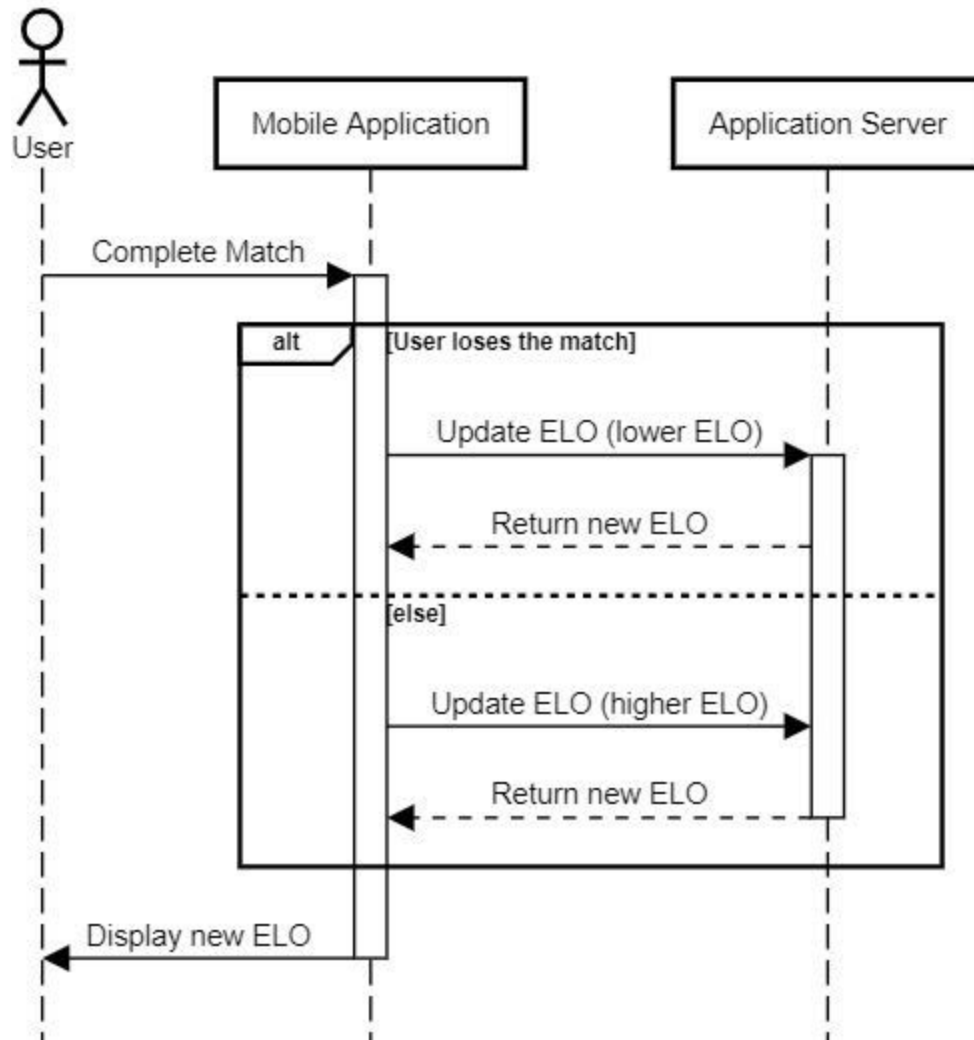 User
Mobile Application
Application Server
Complete Match
alt
[User loses the match]
Update ELO (lower ELO)
Return new ELO
[else]
Update ELO (higher ELO)
Return new ELO
Display new ELO